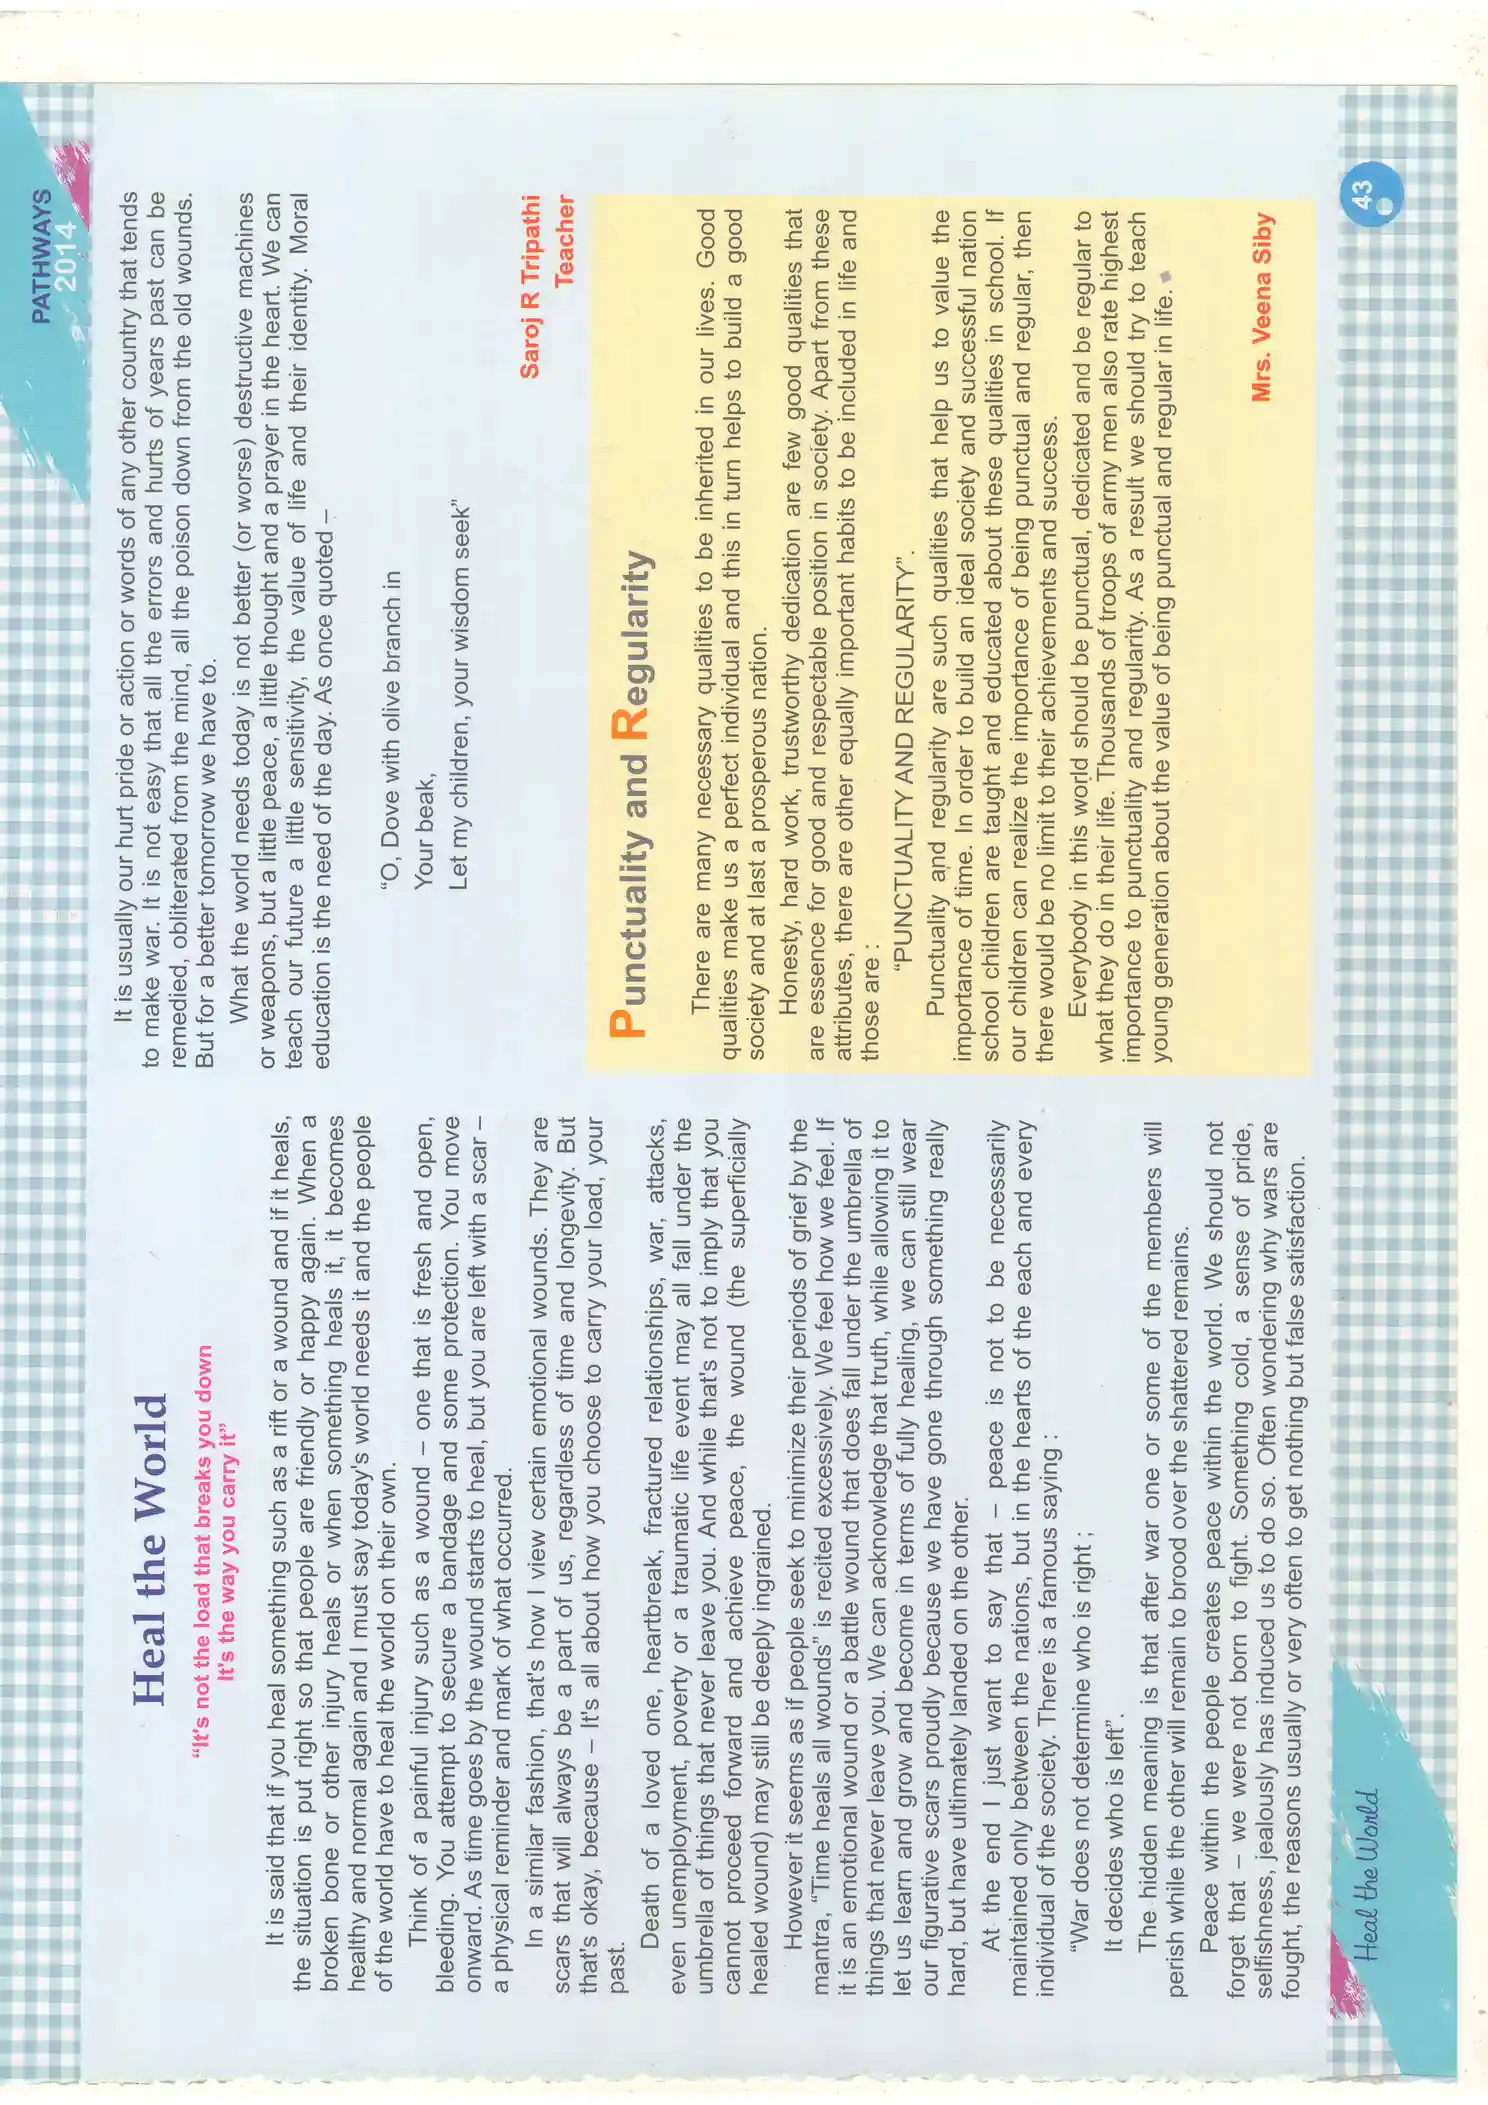 PATHWAYS
2014
Heal the World
“It's not the load that breaks you down
It's the way you carry it”
It is said that if you heal something such as a rift or a wound and if it heals,
the situation is put right so that people are friendly or happy again. When a
broken bone or other injury heals or when something heals it, it becomes
healthy and normal again and I must say today's world needs it and the people
of the world have to heal the world on their own.
Think of a painful injury such as a wound – one that is fresh and open,
bleeding. You attempt to secure a bandage and some protection. You move
onward. As time goes by the wound starts to heal, but you are left with a scar –
a physical reminder and mark of what occurred.
In a similar fashion, that's how I view certain emotional wounds. They are
scars that will always be a part of us, regardless of time and longevity. But
that's okay, because – It's all about how you choose to carry your load, your
past.
Death of a loved one, heartbreak, fractured relationships, war, attacks,
even unemployment, poverty or a traumatic life event may all fall under the
umbrella of things that never leave you. And while that's not to imply that you
cannot proceed forward and achieve peace, the wound (the superficially
healed wound) may still be deeply ingrained.
However it seems as if people seek to minimize their periods of grief by the
mantra, “Time heals all wounds” is recited excessively. We feel how we feel. If
it is an emotional wound or a battle wound that does fall under the umbrella of
things that never leave you. We can acknowledge that truth, while allowing it to
let us learn and grow and become in terms of fully healing, we can still wear
our figurative scars proudly because we have gone through something really
hard, but have ultimately landed on the other.
At the end I just want to say that – peace is not to be necessarily
maintained only between the nations, but in the hearts of the each and every
individual of the society. There is a famous saying :
“War does not determine who is right ;
It decides who is left”.
The hidden meaning is that after war one or some of the members will
perish while the other will remain to brood over the shattered remains.
Peace within the people creates peace within the world. We should not
forget that – we were not born to fight. Something cold, a sense of pride,
selfishness, jealously has induced us to do so. Often wondering why wars are
fought, the reasons usually or very often to get nothing but false satisfaction.
It is usually our hurt pride or action or words of any other country that tends
to make war. It is not easy that all the errors and hurts of years past can be
remedied, obliterated from the mind, all the poison down from the old wounds.
But for a better tomorrow we have to.
What the world needs today is not better (or worse) destructive machines
or weapons, but a little peace, a little thought and a prayer in the heart. We can
teach our future a little sensitivity, the value of life and their identity. Moral
education is the need of the day. As once quoted –
“O, Dove with olive branch in
Your beak,
Let my children, your wisdom seek”
Saroj R Tripathi
Teacher
Punctuality and Regularity
There are many necessary qualities to be inherited in our lives. Good
qualities make us a perfect individual and this in turn helps to build a good
society and at last a prosperous nation.
Honesty, hard work, trustworthy dedication are few good qualities that
are essence for good and respectable position in society. Apart from these
attributes, there are other equally important habits to be included in life and
those are :
“PUNCTUALITY AND REGULARITY”.
Punctuality and regularity are such qualities that help us to value the
importance of time. In order to build an ideal society and successful nation
school children are taught and educated about these qualities in school. If
our children can realize the importance of being punctual and regular, then
there would be no limit to their achievements and success.
Everybody in this world should be punctual, dedicated and be regular to
what they do in their life. Thousands of troops of army men also rate highest
importance to punctuality and regularity. As a result we should try to teach
young generation about the value of being punctual and regular in life.
Mrs. Veena Siby
Heal the World
43